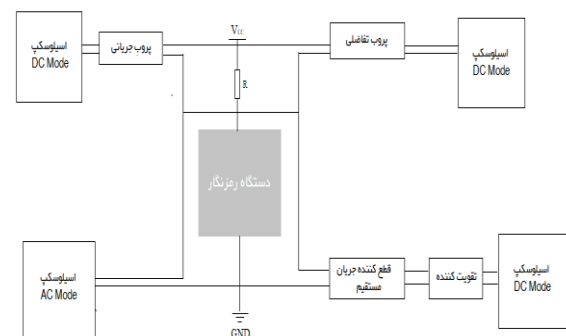 اسیلوسکپ
DC Mode
پروب جریانی
Vcc
پروب تفاضلی
اسیلوسکپ
DC Mode
R
دستگاه رمزنگار
اسیلوسکپ
AC Mode
قطع کننده جریان
مستقیم
تقویت کننده
اسیلوسکپ
DC Mode
GND